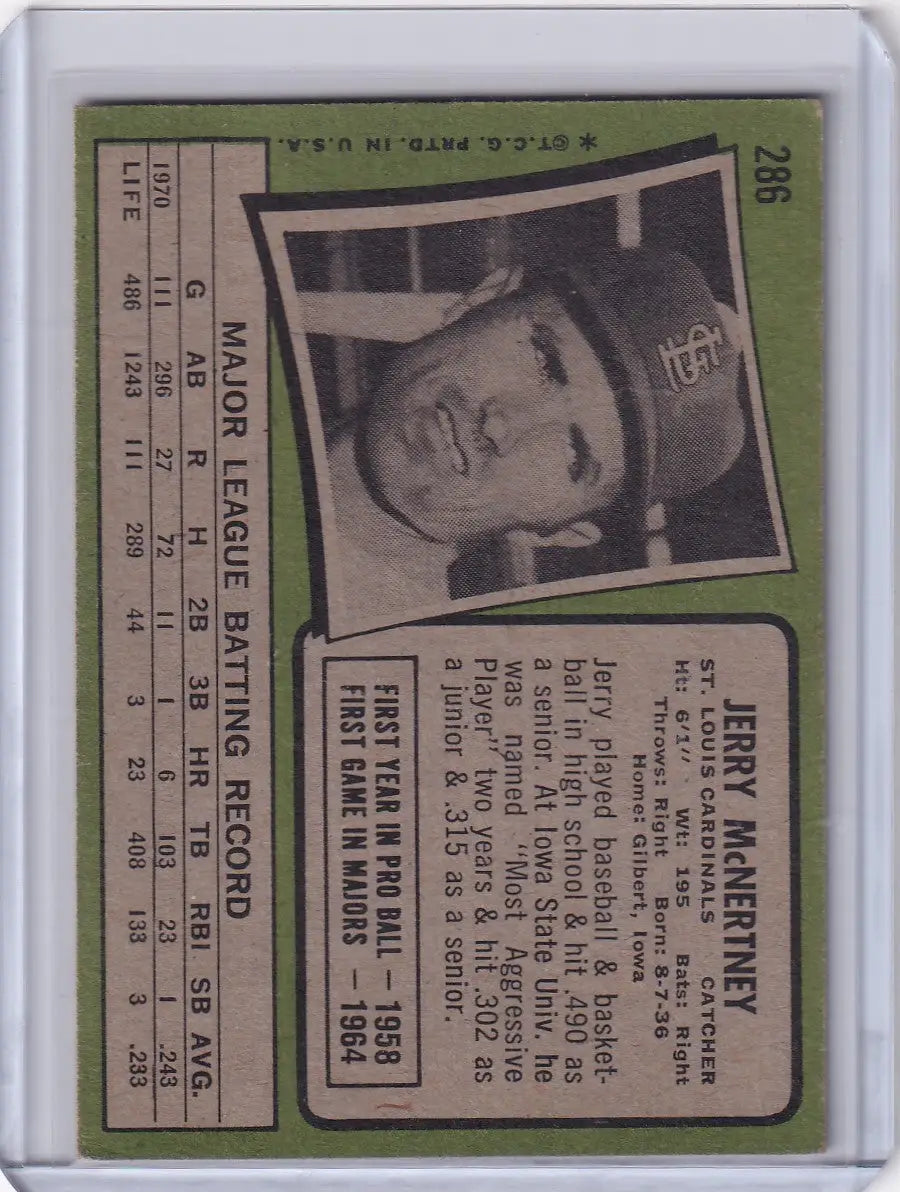 286
*©T.C.G. PRTD. IN U.S.A.
StL
JERRY McNERTNEY
ST. LOUIS CARDINALS CATCHER
Ht: 6'1" Wt: 195 Bats: Right
Throws: Right Born: 8-7-36
Home: Gilbert, Iowa
Jerry played baseball & basket-
ball in high school & hit .490 as
a senior. At Iowa State Univ. he
was named "Most Aggressive
Player" two years & hit .302 as
a junior & .315 as a senior.
FIRST YEAR IN PRO BALL — 1958
FIRST GAME IN MAJORS — 1964
MAJOR LEAGUE BATTING RECORD
G AB R H 2B 3B HR TB RBI SB AVG.
1970 111 296 27 72 11 1 6 103 23 1 .243
LIFE 486 1243 111 289 44 3 23 408 133 3 .233